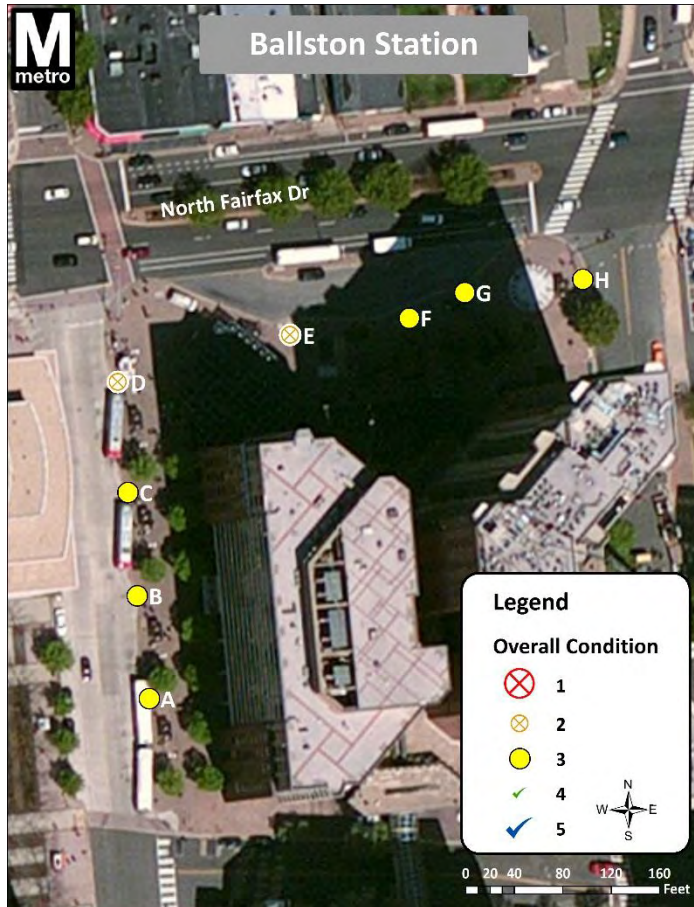 M
metro
Ballston Station
North Fairfax Dr
H
G
F
E
D
C
B
A
Legend
Overall Condition
1
2
3
4
5
N
W E
S
0 20 40 80 120 160
Feet